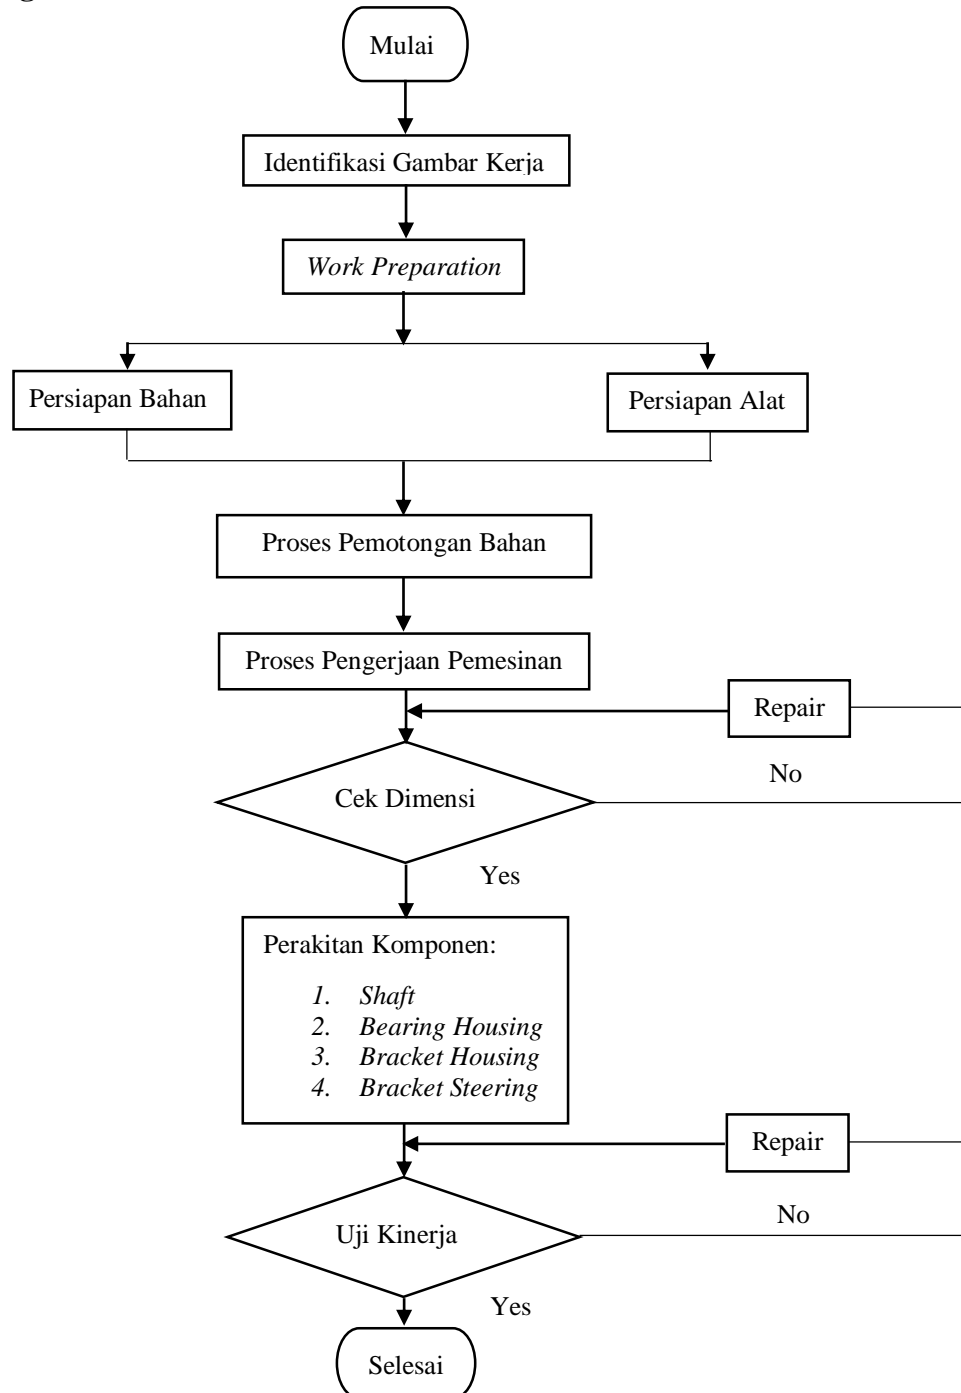 g
Mulai
Identifikasi Gambar Kerja
Work Preparation
Persiapan Bahan
Persiapan Alat
Proses Pemotongan Bahan
Proses Pengerjaan Pemesinan
Repair
No
Cek Dimensi
Yes
Perakitan Komponen:
1. Shaft
2. Bearing Housing
3. Bracket Housing
4. Bracket Steering
Repair
No
Uji Kinerja
Yes
Selesai